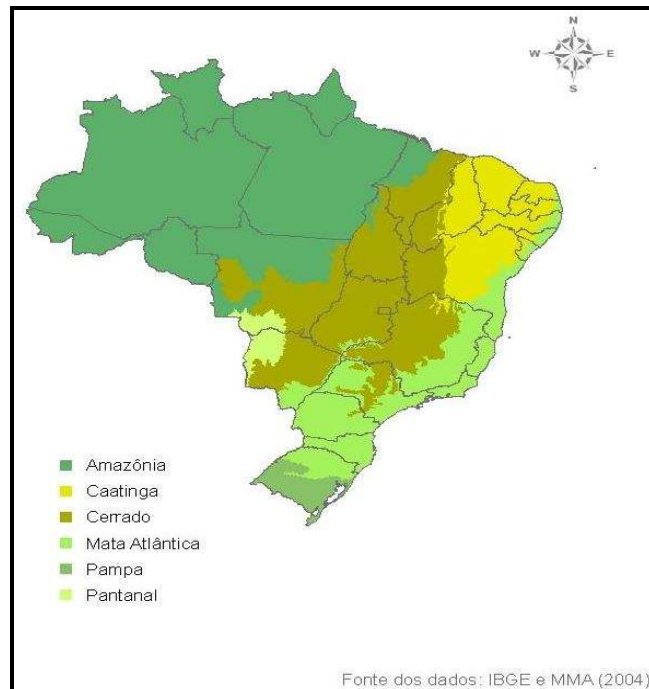 N
W E
S
Amazônia
Caatinga
Cerrado
Mata Atlântica
Pampa
Pantanal
Fonte dos dados: IBGE e MMA (2004)